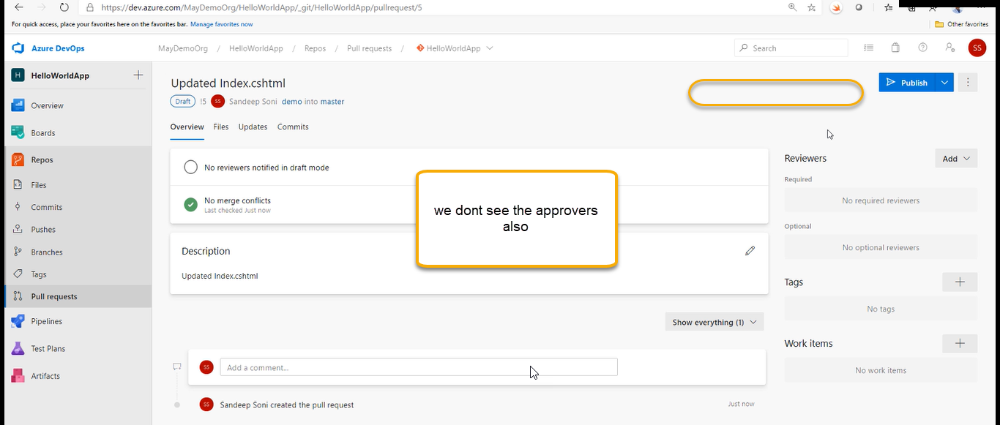 https://dev.azure.com/MayDemoOrg/HelloWorldApp/_git/HelloWorldApp/pullrequest/5
For quick access, place your favorites here on the favorites bar. Manage favorites now
Other favorites
Azure DevOps
MayDemoOrg / HelloWorldApp / Repos / Pull requests / HelloWorldApp
Search
SS
H HelloWorldApp
Overview
Boards
Repos
Files
Commits
Pushes
Branches
Tags
Pull requests
Pipelines
Test Plans
Artifacts
Updated Index.cshtml
Publish
Draft !5 SS Sandeep Soni demo into master
Overview Files Updates Commits
No reviewers notified in draft mode
No merge conflicts
Last checked Just now
we dont see the approvers
also
Description
Updated Index.cshtml
Show everything (1)
SS Add a comment...
SS Sandeep Soni created the pull request Just now
Reviewers Add
Required
No required reviewers
Optional
No optional reviewers
Tags
No tags
Work items
No work items